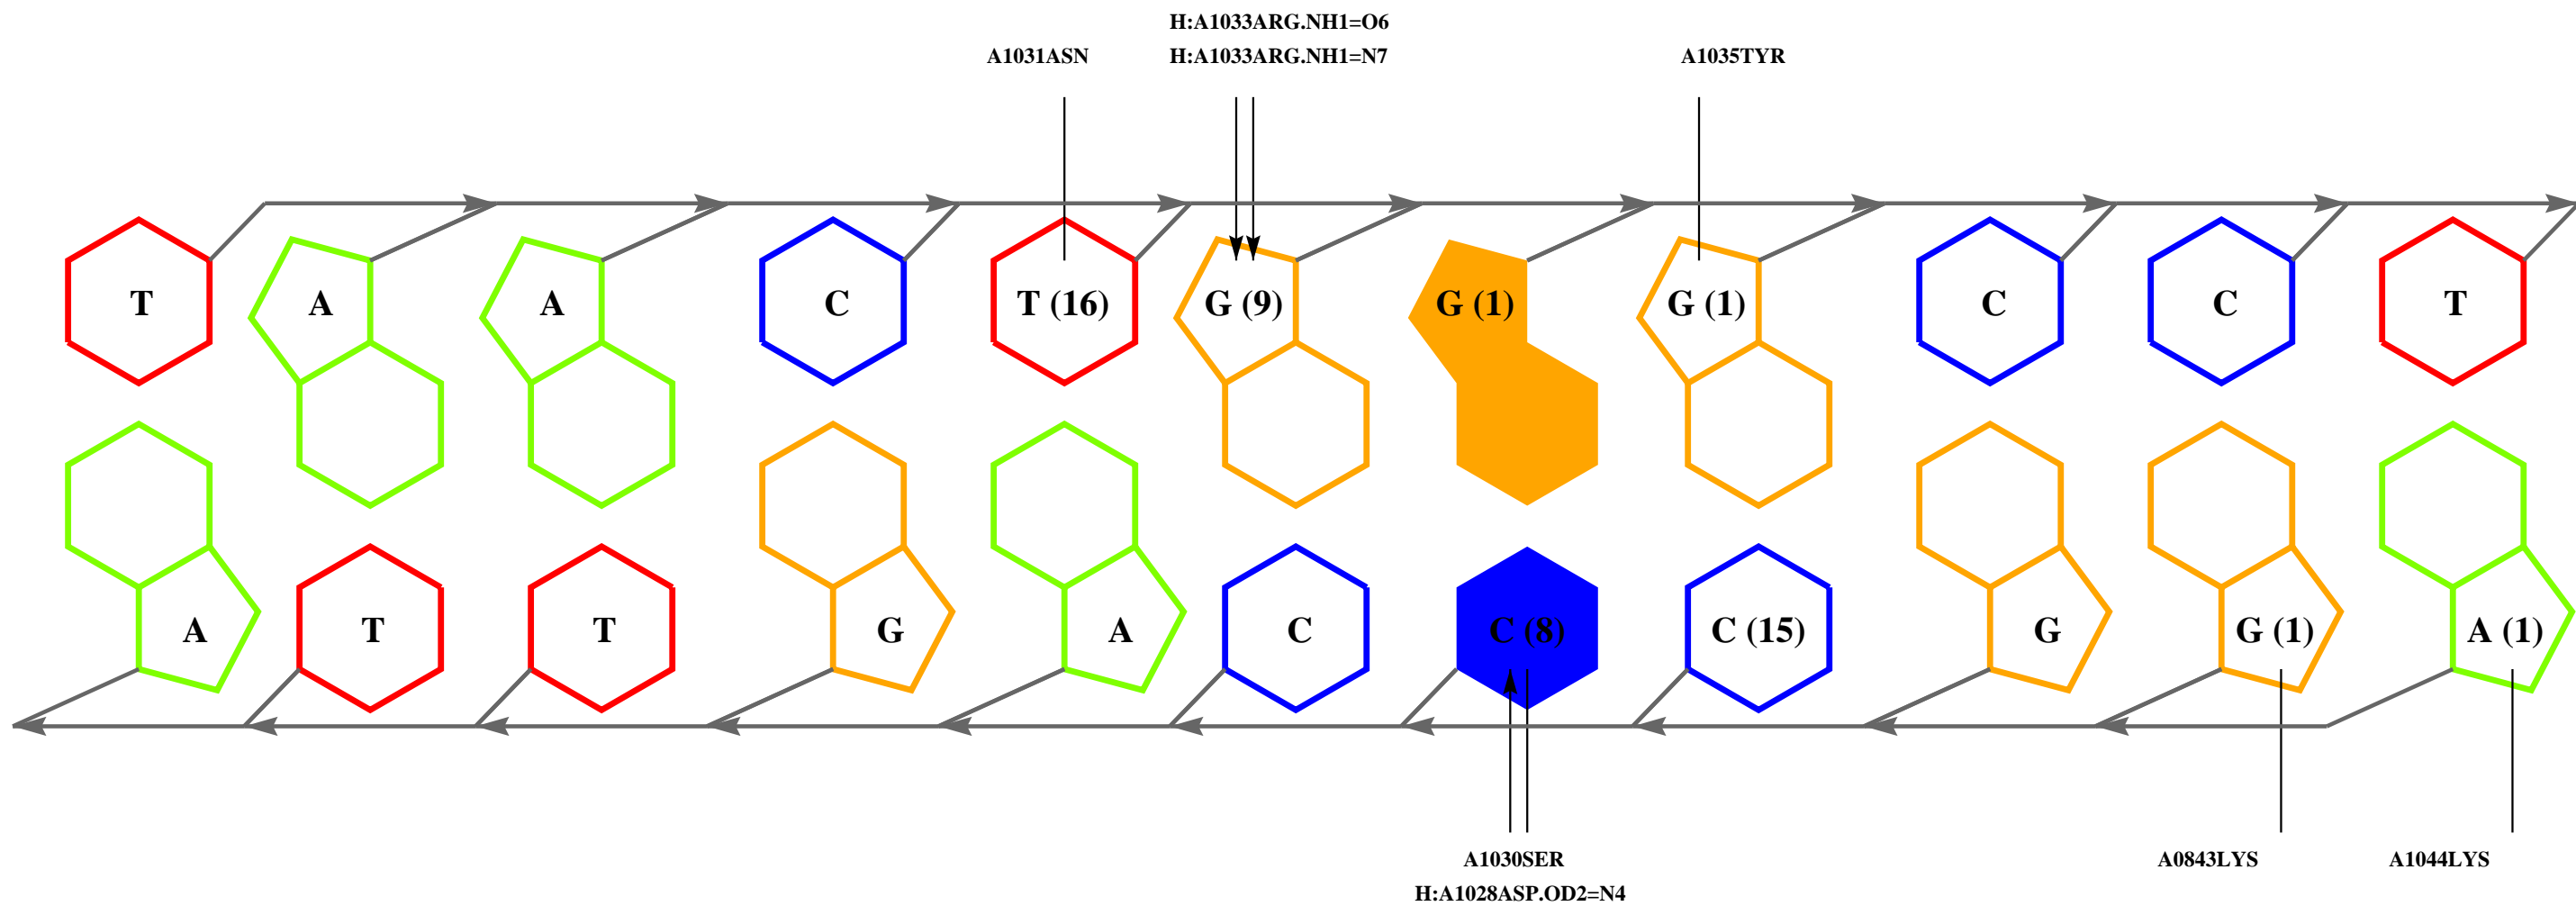 H:A1033ARG.NH1=O6
A1031ASN H:A1033ARG.NH1=N7 A1035TYR
T A A C T (16) G (9) G (1) G (1) C C T
A T T G A C C (8) C (15) G G (1) A (1)
A1030SER A0843LYS A1044LYS
H:A1028ASP.OD2=N4